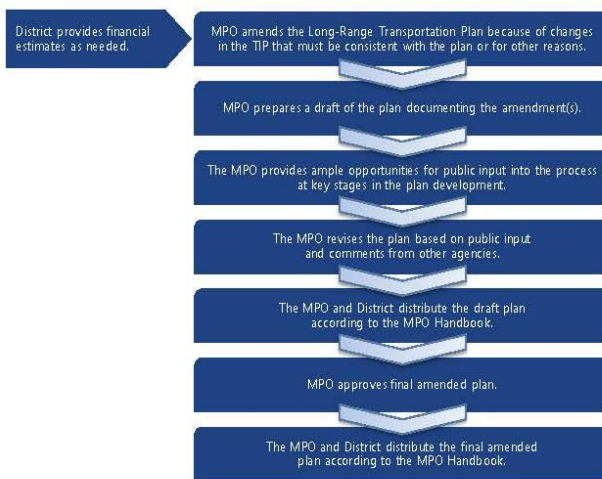 District provides financial
estimates as needed.
MPO amends the Long-Range Transportation Plan because of changes
in the TIP that must be consistent with the plan or for other reasons.
MPO prepares a draft of the plan documenting the amendment(s).
The MPO provides ample opportunities for public input into the process
at key stages in the plan development.
The MPO revises the plan based on public input
and comments from other agencies.
The MPO and District distribute the draft plan
according to the MPO Handbook.
MPO approves final amended plan.
The MPO and District distribute the final amended
plan according to the MPO Handbook.